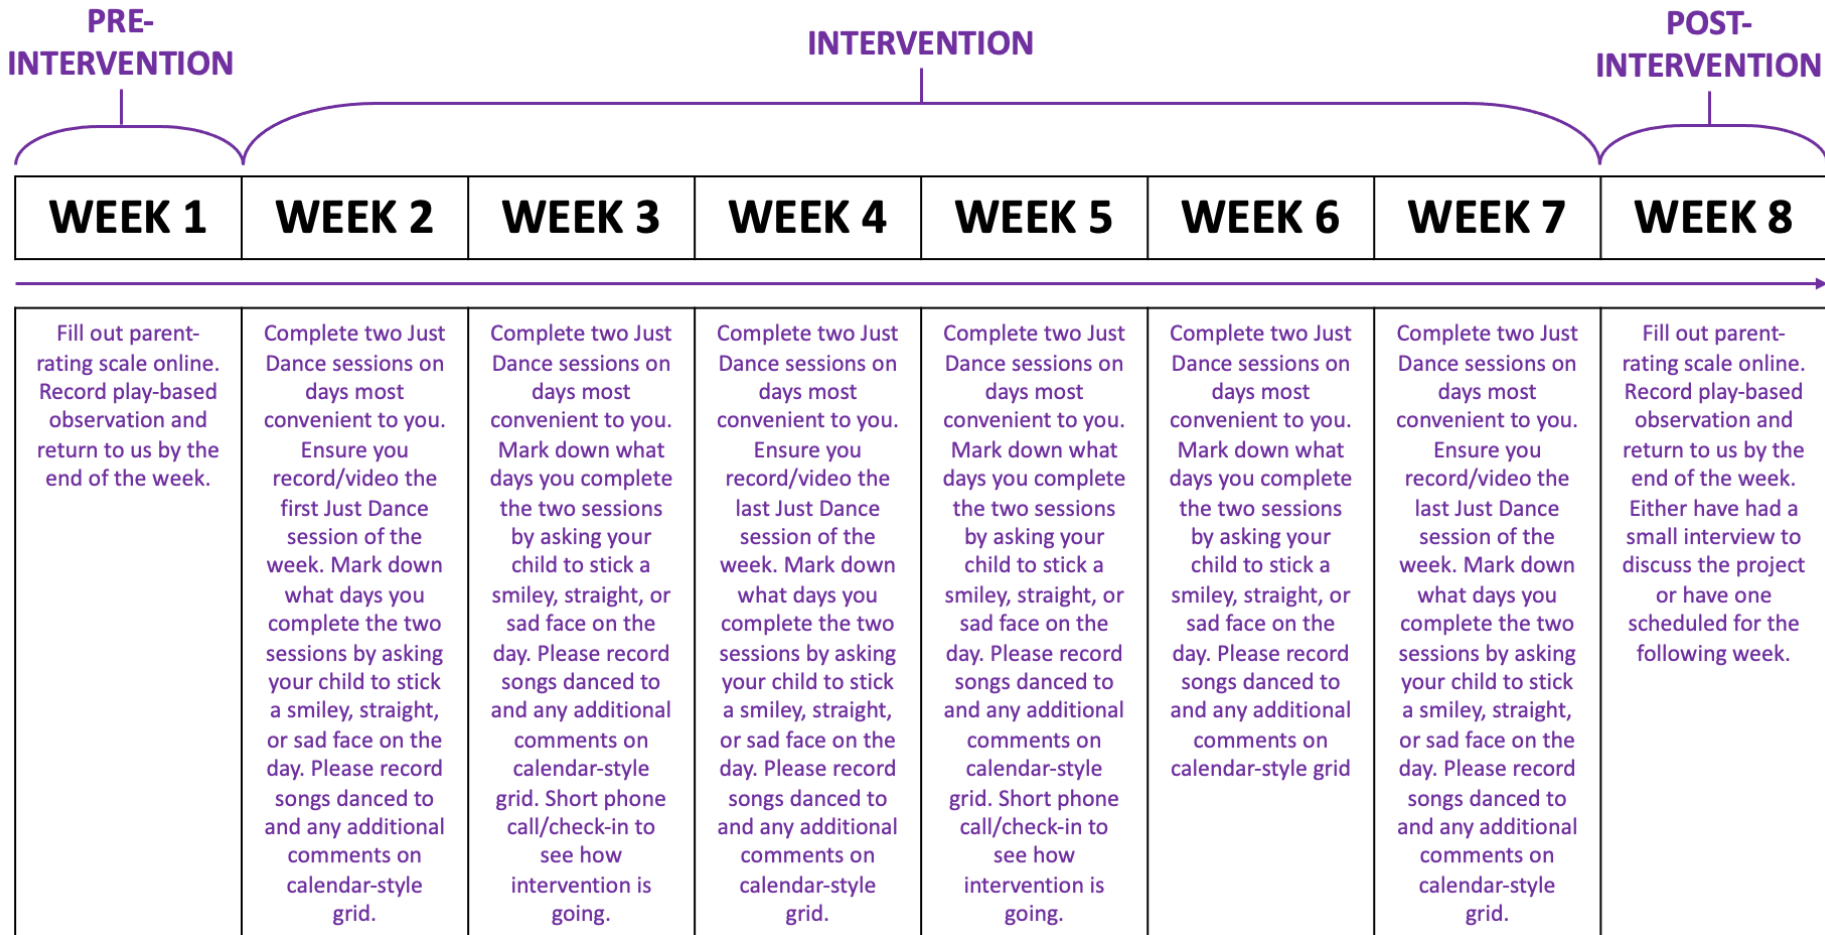 PRE-
INTERVENTION
INTERVENTION
POST-
INTERVENTION
WEEK 1
WEEK 2
WEEK 3
WEEK 4
WEEK 5
WEEK 6
WEEK 7
WEEK 8
Fill out parent-
rating scale online.
Record play-based
observation and
return to us by the
end of the week.
Complete two Just
Dance sessions on
days most
convenient to you.
Ensure you
record/video the
first Just Dance
session of the
week. Mark down
what days you
complete the two
sessions by asking
your child to stick
a smiley, straight,
or sad face on the
day. Please record
songs danced to
and any additional
comments on
calendar-style
grid.
Complete two Just
Dance sessions on
days most
convenient to you.
Mark down what
days you complete
the two sessions
by asking your
child to stick a
smiley, straight, or
sad face on the
day. Please record
songs danced to
and any additional
comments on
calendar-style
grid. Short phone
call/check-in to
see how
intervention is
going.
Complete two Just
Dance sessions on
days most
convenient to you.
Ensure you
record/video the
last Just Dance
session of the
week. Mark down
what days you
complete the two
sessions by asking
your child to stick
a smiley, straight,
or sad face on the
day. Please record
songs danced to
and any additional
comments on
calendar-style
grid.
Complete two Just
Dance sessions on
days most
convenient to you.
Mark down what
days you complete
the two sessions
by asking your
child to stick a
smiley, straight, or
sad face on the
day. Please record
songs danced to
and any additional
comments on
calendar-style
grid. Short phone
call/check-in to
see how
intervention is
going.
Complete two Just
Dance sessions on
days most
convenient to you.
Mark down what
days you complete
the two sessions
by asking your
child to stick a
smiley, straight, or
sad face on the
day. Please record
songs danced to
and any additional
comments on
calendar-style grid
Complete two Just
Dance sessions on
days most
convenient to you.
Ensure you
record/video the
last Just Dance
session of the
week. Mark down
what days you
complete the two
sessions by asking
your child to stick
a smiley, straight,
or sad face on the
day. Please record
songs danced to
and any additional
comments on
calendar-style
grid.
Fill out parent-
rating scale online.
Record play-based
observation and
return to us by the
end of the week.
Either have had a
small interview to
discuss the project
or have one
scheduled for the
following week.